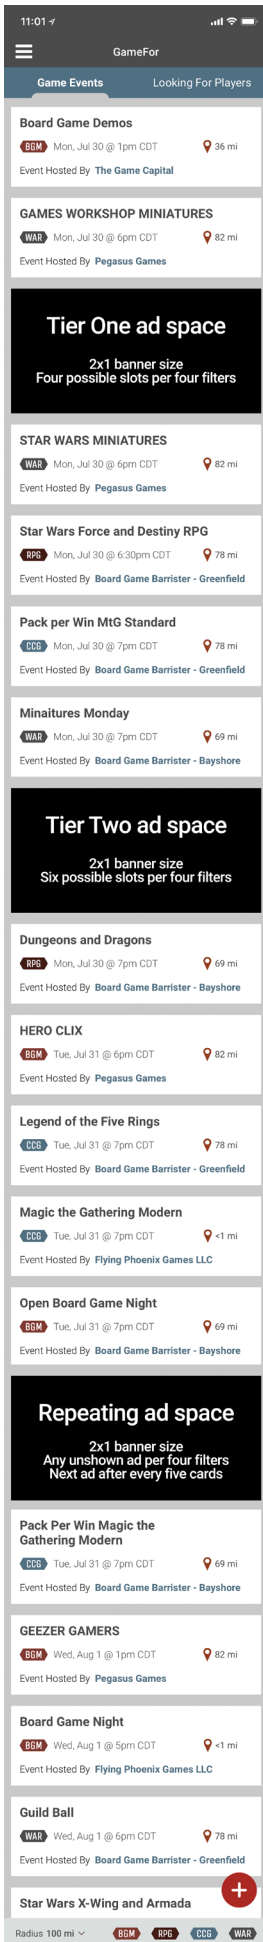 11:01
GameFor
Game Events
Looking For Players
Board Game Demos
BGM Mon, Jul 30 @ 1pm CDT 36 mi
Event Hosted By The Game Capital
GAMES WORKSHOP MINIATURES
WAR Mon, Jul 30 @ 6pm CDT 82 mi
Event Hosted By Pegasus Games
Tier One ad space
2x1 banner size
Four possible slots per four filters
STAR WARS MINIATURES
WAR Mon, Jul 30 @ 6pm CDT 82 mi
Event Hosted By Pegasus Games
Star Wars Force and Destiny RPG
RPG Mon, Jul 30 @ 6:30pm CDT 78 mi
Event Hosted By Board Game Barrister - Greenfield
Pack per Win MtG Standard
CCG Mon, Jul 30 @ 7pm CDT 78 mi
Event Hosted By Board Game Barrister - Greenfield
Minaitures Monday
WAR Mon, Jul 30 @ 7pm CDT 69 mi
Event Hosted By Board Game Barrister - Bayshore
Tier Two ad space
2x1 banner size
Six possible slots per four filters
Dungeons and Dragons
RPG Mon, Jul 30 @ 7pm CDT 69 mi
Event Hosted By Board Game Barrister - Bayshore
HERO CLIX
BGM Tue, Jul 31 @ 6pm CDT 82 mi
Event Hosted By Pegasus Games
Legend of the Five Rings
CCG Tue, Jul 31 @ 7pm CDT 78 mi
Event Hosted By Board Game Barrister - Greenfield
Magic the Gathering Modern
CCG Tue, Jul 31 @ 7pm CDT <1 mi
Event Hosted By Flying Phoenix Games LLC
Open Board Game Night
BGM Tue, Jul 31 @ 7pm CDT 69 mi
Event Hosted By Board Game Barrister - Bayshore
Repeating ad space
2x1 banner size
Any unshown ad per four filters
Next ad after every five cards
Pack Per Win Magic the
Gathering Modern
CCG Tue, Jul 31 @ 7pm CDT 69 mi
Event Hosted By Board Game Barrister - Bayshore
GEEZER GAMERS
BGM Wed, Aug 1 @ 1pm CDT 82 mi
Event Hosted By Pegasus Games
Board Game Night
BGM Wed, Aug 1 @ 5pm CDT <1 mi
Event Hosted By Flying Phoenix Games LLC
Guild Ball
WAR Wed, Aug 1 @ 6pm CDT 78 mi
Event Hosted By Board Game Barrister - Greenfield
Star Wars X-Wing and Armada
Radius 100 mi BGM RPG CCG WAR